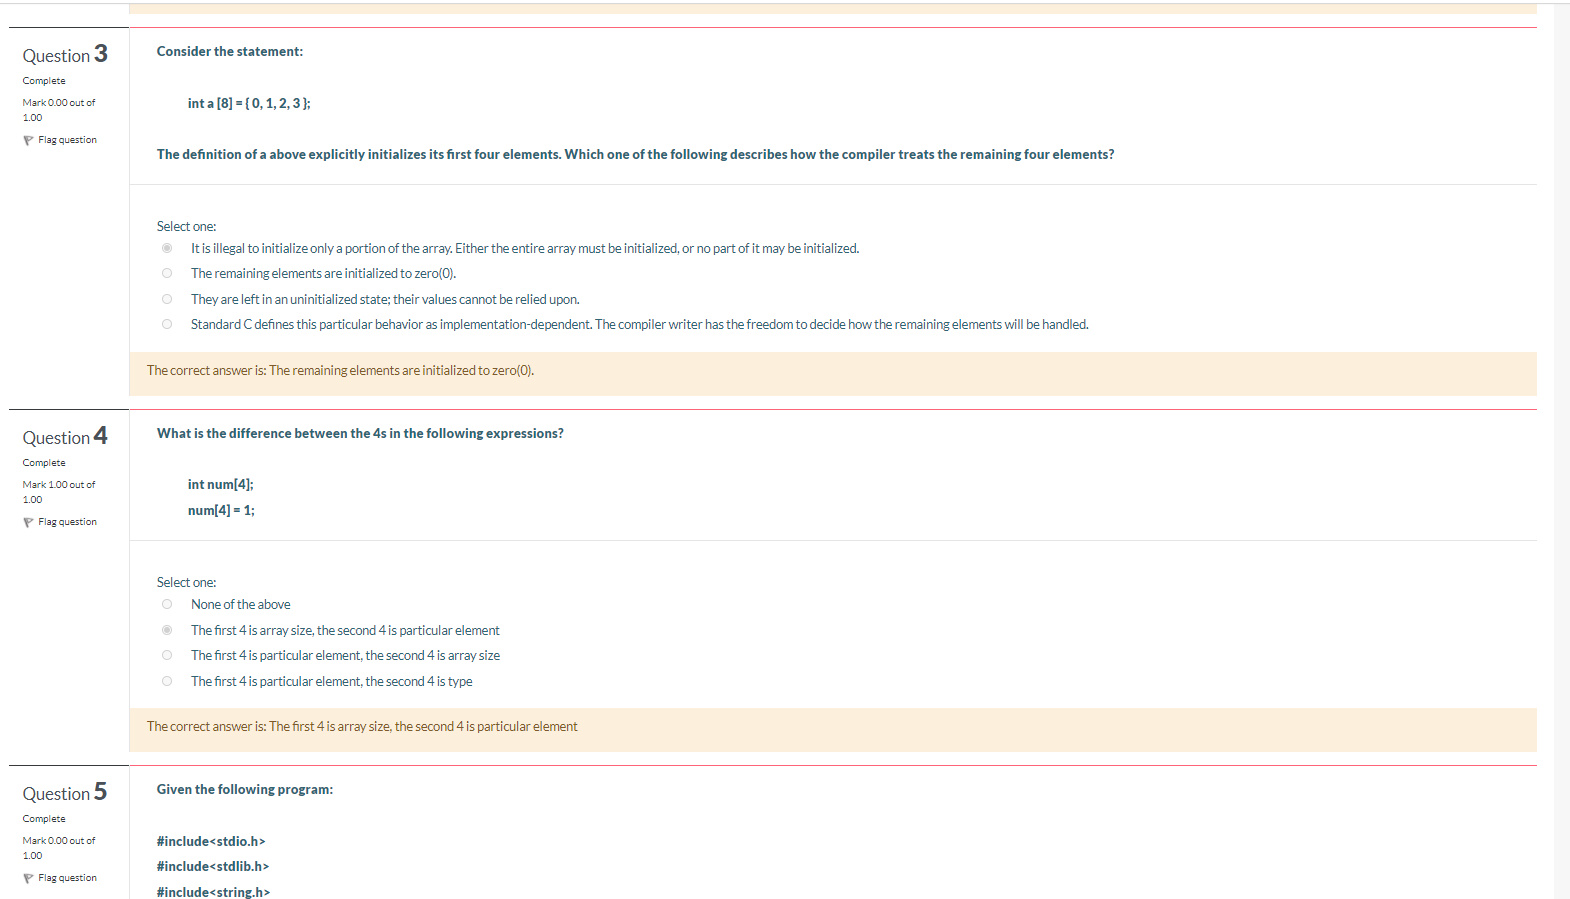 Question 3
Complete
Mark 0.00 out of
1.00
Flag question
Consider the statement:
int a [8] = { 0, 1, 2, 3 };
The definition of a above explicitly initializes its first four elements. Which one of the following describes how the compiler treats the remaining four elements?
Select one:
It is illegal to initialize only a portion of the array. Either the entire array must be initialized, or no part of it may be initialized.
The remaining elements are initialized to zero(0).
They are left in an uninitialized state; their values cannot be relied upon.
Standard C defines this particular behavior as implementation-dependent. The compiler writer has the freedom to decide how the remaining elements will be handled.
The correct answer is: The remaining elements are initialized to zero(0).
Question 4
Complete
Mark 1.00 out of
1.00
Flag question
What is the difference between the 4s in the following expressions?
int num[4];
num[4] = 1;
Select one:
None of the above
The first 4 is array size, the second 4 is particular element
The first 4 is particular element, the second 4 is array size
The first 4 is particular element, the second 4 is type
The correct answer is: The first 4 is array size, the second 4 is particular element
Question 5
Complete
Mark 0.00 out of
1.00
Flag question
Given the following program:
#include<stdio.h>
#include<stdlib.h>
#include<string.h>